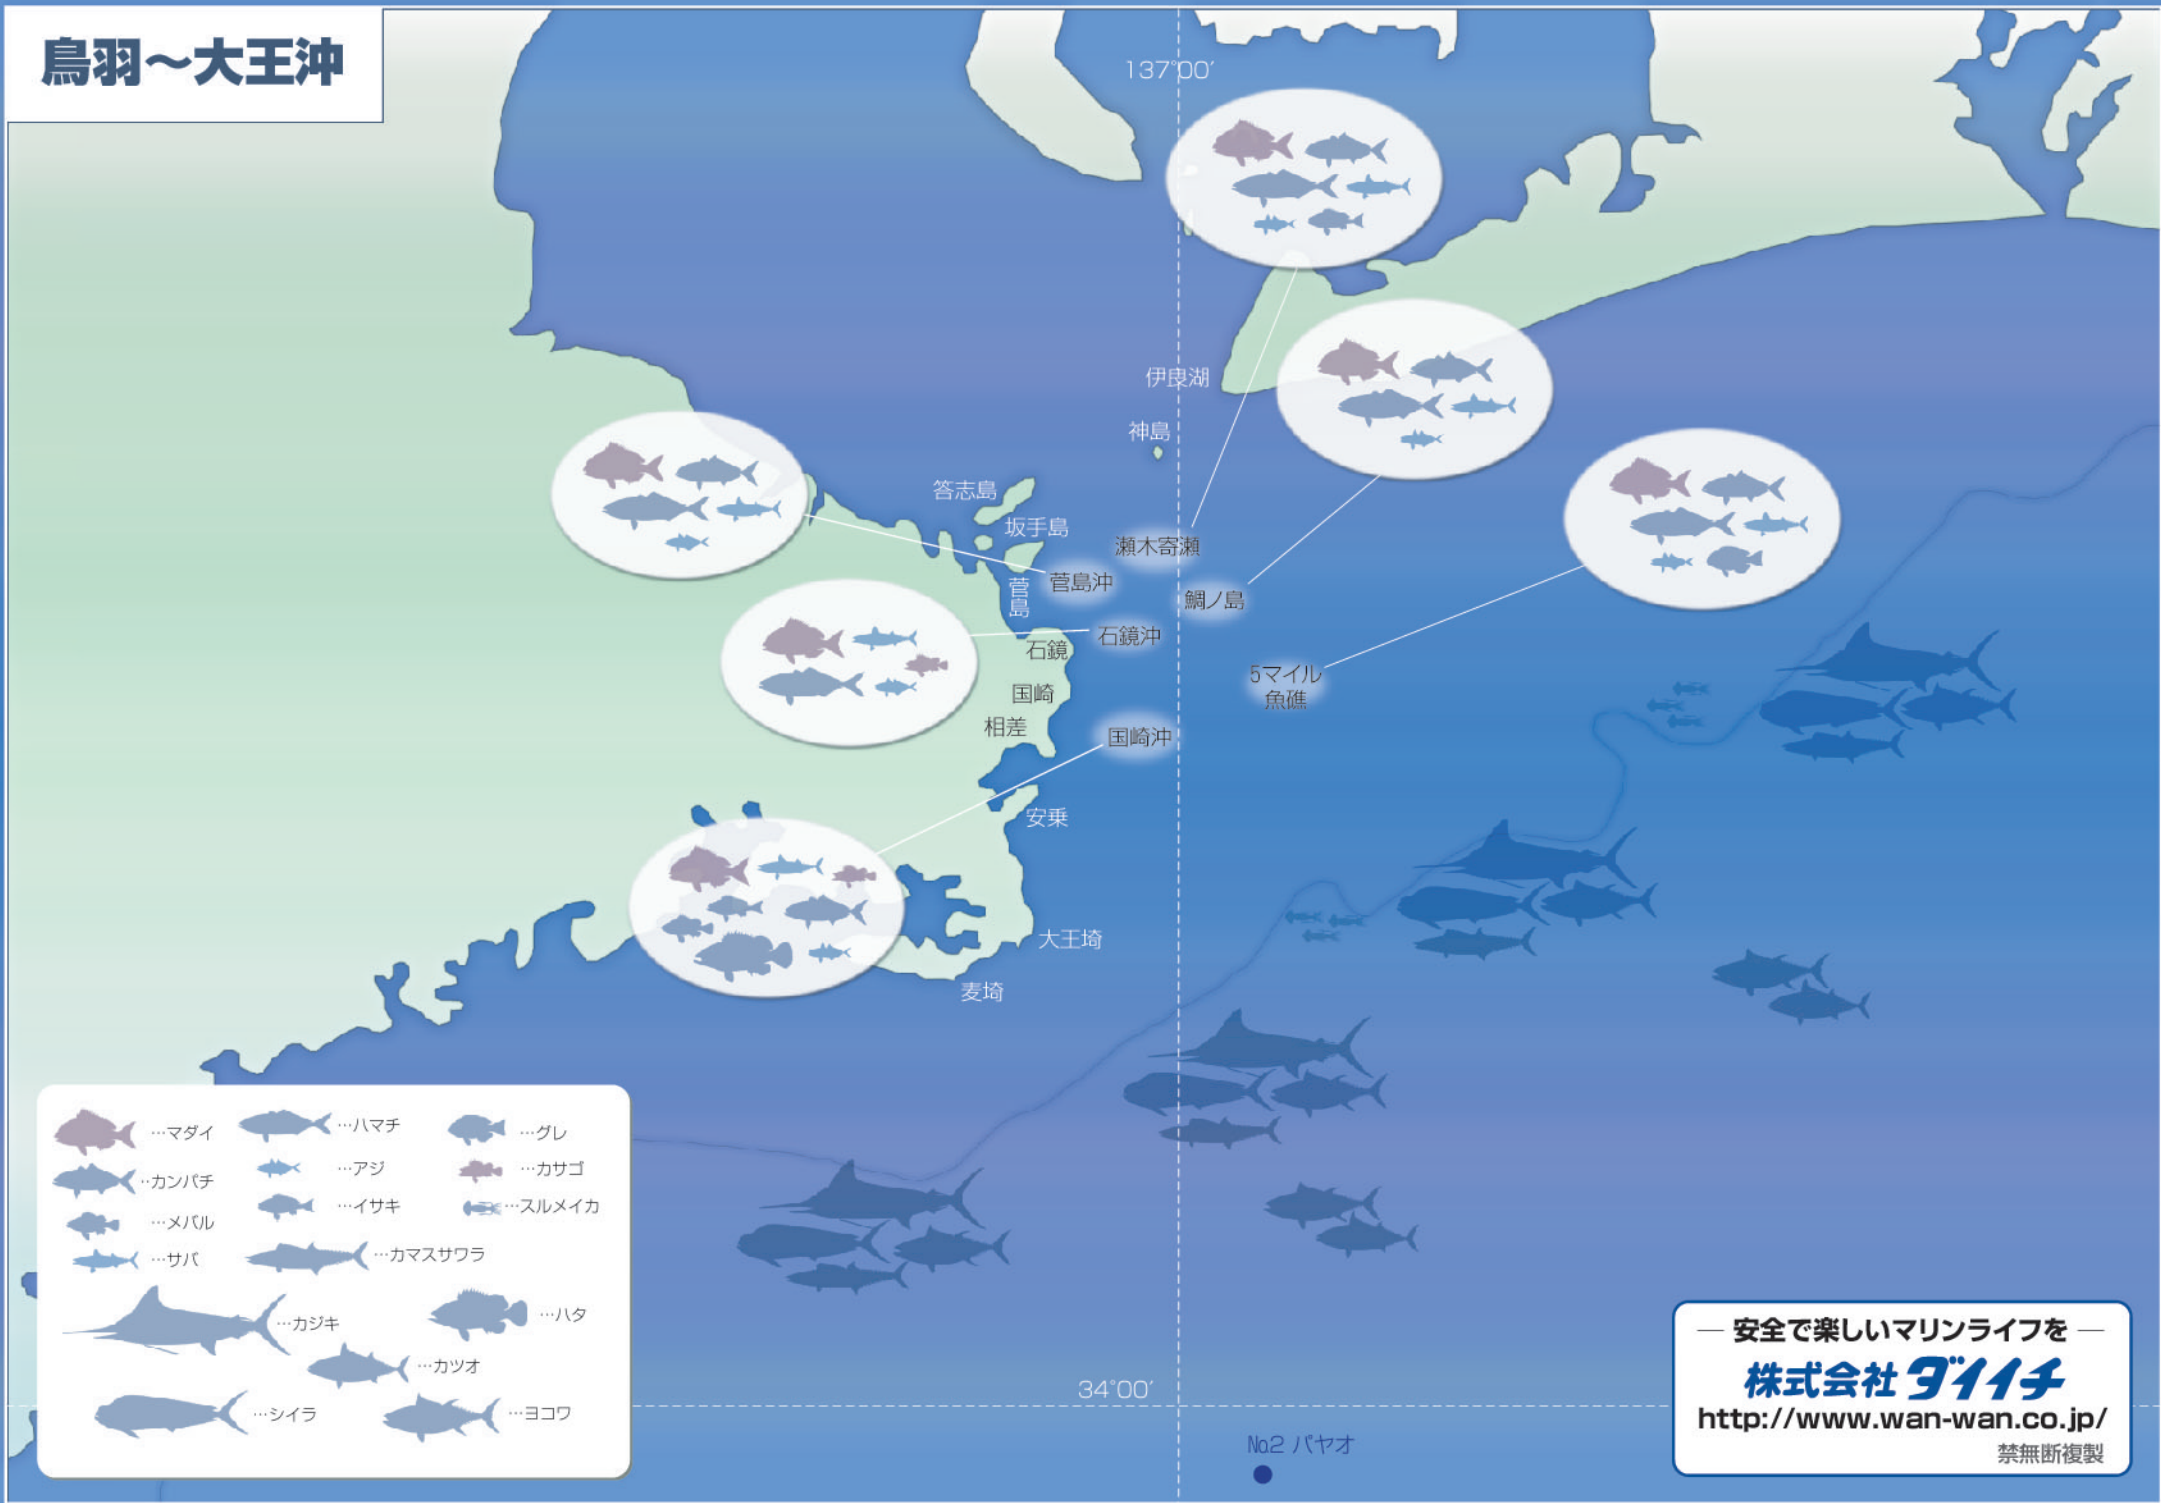 鳥羽～大王沖
137°00′
伊良湖
神島
答志島
坂手島
瀬木寄瀬
菅島沖
菅島
鯛ノ島
石鏡沖
石鏡
5マイル
魚礁
国崎
相差
国崎沖
安乗
大王埼
麦埼
…マダイ
…ハマチ
…グレ
‥カンパチ
…アジ
…カサゴ
…メバル
…イサキ
…スルメイカ
…サバ
…カマスサワラ
…カジキ
…ハタ
…カツオ
…シイラ
…ヨコワ
34°00′
№2 パヤオ
― 安全で楽しいマリンライフを ―
株式会社 ダイイチ
http://www.wan-wan.co.jp/
禁無断複製